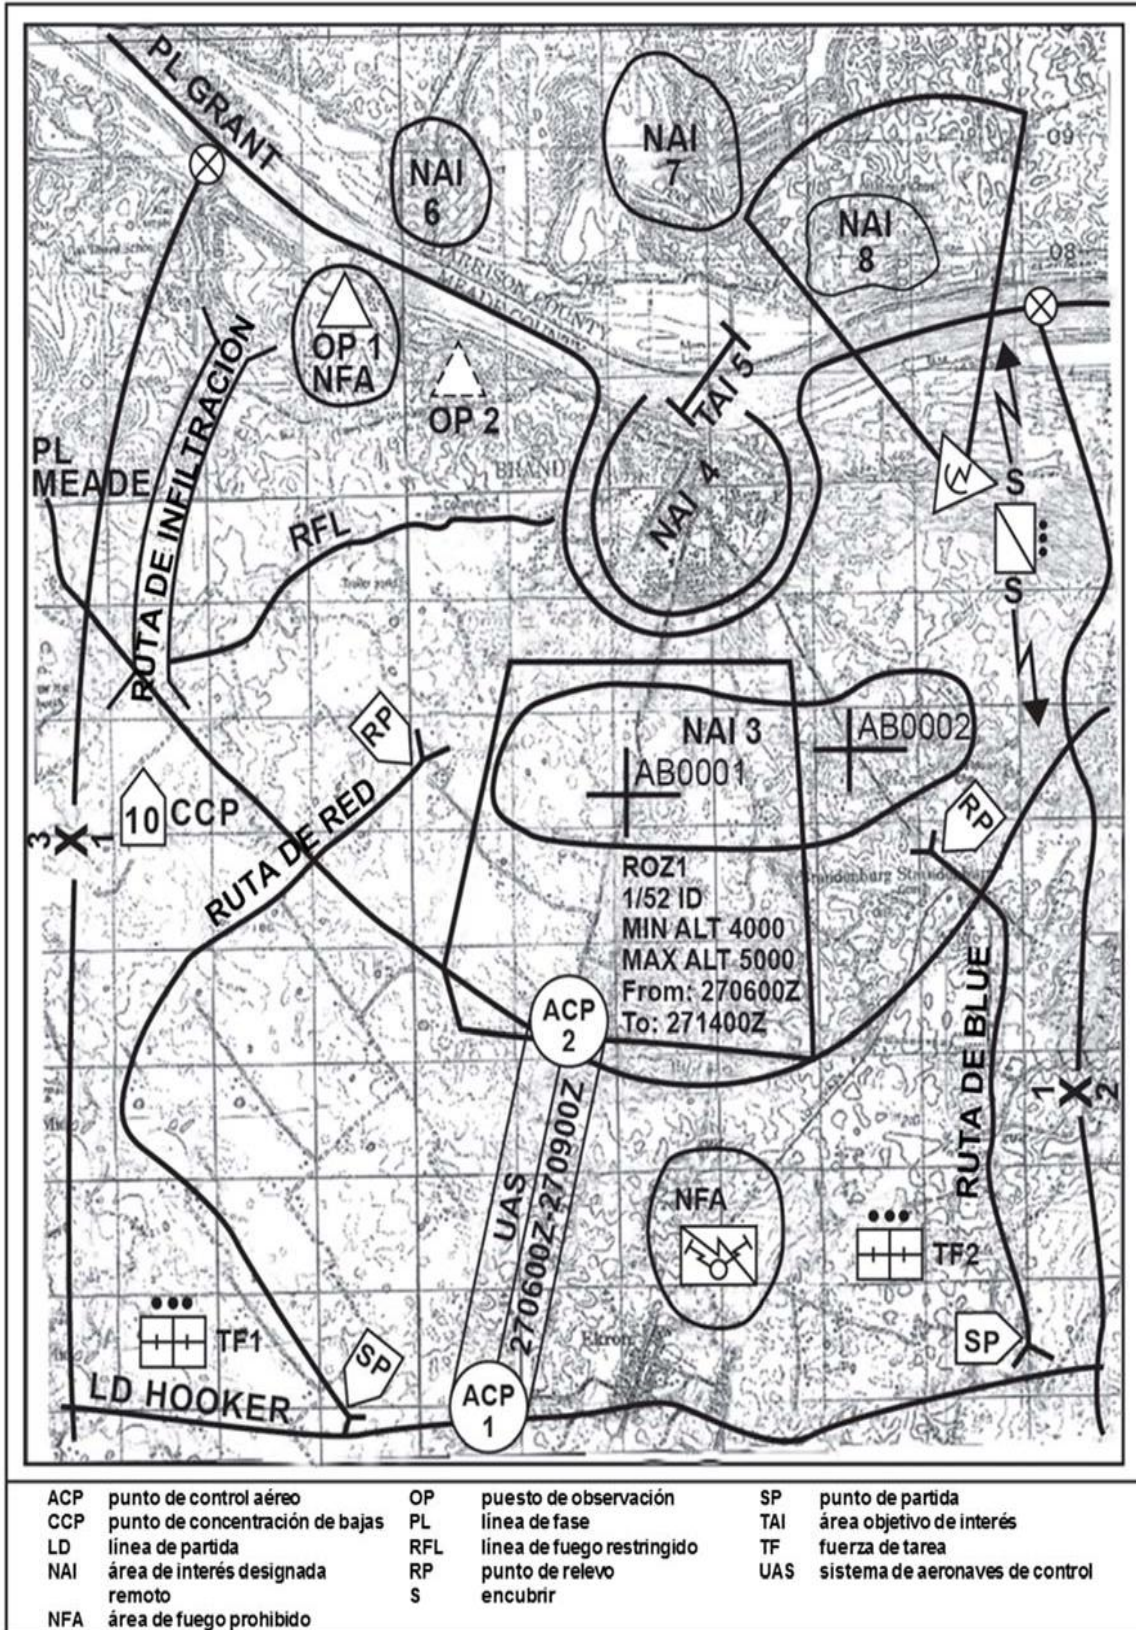 PL GRANT
NAI
6
NAI
7
NAI
8
09
08
HARRISON COUNTY
MEADE COUNTY
OP 1
NFA
OP 2
TAI 5
NAI 4
BRAND
S
S
PL
MEADE
RUTA DE INFILTRACION
RFL
RP
NAI 3
AB0001
AB0002
10 CCP
3
1
RUTA DE RED
RP
ROZ1
1/52 ID
MIN ALT 4000
MAX ALT 5000
From: 270600Z
To: 271400Z
ACP
2
RUTA DE BLUE
1
2
UAS
270600Z-270900Z
NFA
TF2
TF1
SP
SP
Ekron
LD HOOKER
ACP
1
ACP punto de control aéreo
CCP punto de concentración de bajas
LD línea de partida
NAI área de interés designada
remoto
NFA área de fuego prohibido
OP puesto de observación
PL línea de fase
RFL línea de fuego restringido
RP punto de relevo
S encubrir
SP punto de partida
TAI área objetivo de interés
TF fuerza de tarea
UAS sistema de aeronaves de control